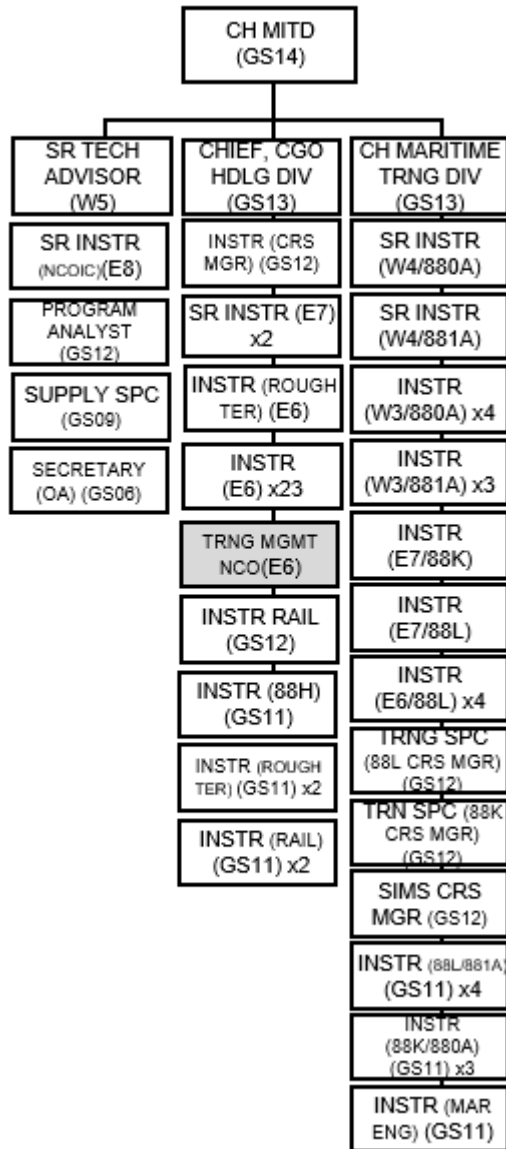 CH MITD
(GS14)
SR TECH
ADVISOR
(W5)
SR INSTR
(NCOIC)(E8)
PROGRAM
ANALYST
(GS12)
SUPPLY SPC
(GS09)
SECRETARY
(OA) (GS06)
CHIEF, CGO
HDLG DIV
(GS13)
INSTR (CRS
MGR) (GS12)
SR INSTR (E7)
x2
INSTR (ROUGH
TER) (E6)
INSTR
(E6) x23
TRNG MGMT
NCO(E6)
INSTR RAIL
(GS12)
INSTR (88H)
(GS11)
INSTR (ROUGH
TER) (GS11) x2
INSTR (RAIL)
(GS11) x2
CH MARITIME
TRNG DIV
(GS13)
SR INSTR
(W4/880A)
SR INSTR
(W4/881A)
INSTR
(W3/880A) x4
INSTR
(W3/881A) x3
INSTR
(E7/88K)
INSTR
(E7/88L)
INSTR
(E6/88L) x4
TRNG SPC
(88L CRS MGR)
(GS12)
TRN SPC (88K
CRS MGR)
(GS12)
SIMS CRS
MGR (GS12)
INSTR (88L/881A)
(GS11) x4
INSTR
(88K/880A)
(GS11) x3
INSTR (MAR
ENG) (GS11)